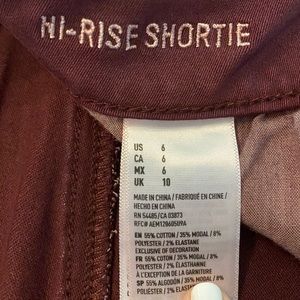 HI-RISE SHORTIE
US 6
CA 6
MX 6
UK 10
MADE IN CHINA / FABRIQUÉ EN CHINE /
HECHO EN CHINA
RN 54485 / CA 03873
RFC# AEM120605U9A
EN 55% COTTON / 35% MODAL / 8%
POLYESTER / 2% ELASTANE
EXCLUSIVE OF DECORATION
FR 55% COTON / 35% MODAL / 8%
POLYESTER / 2% ÉLASTHANNE
À L'EXCEPTION DE LA GARNITURE
SP 55% ALGODÓN / 35% MODAL / 8%
POLIÉSTER / 2% ELASTANO